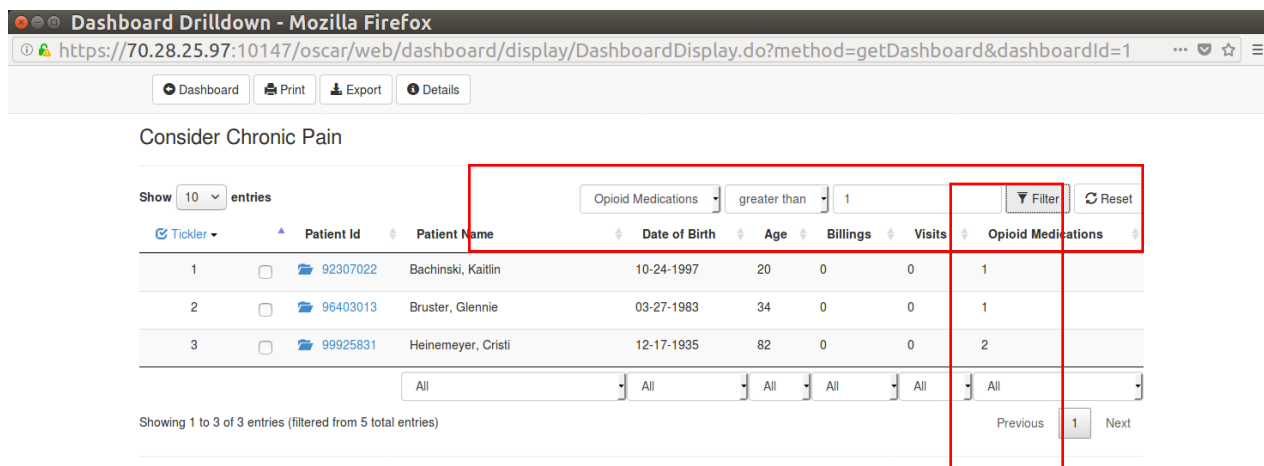 Dashboard Drilldown - Mozilla Firefox
https://70.28.25.97:10147/oscar/web/dashboard/display/DashboardDisplay.do?method=getDashboard&dashboardId=1
Dashboard Print Export Details
Consider Chronic Pain
Show 10 entries Opioid Medications greater than 1 Filter Reset
Tickler Patient Id Patient Name Date of Birth Age Billings Visits Opioid Medications
1 92307022 Bachinski, Kaitlin 10-24-1997 20 0 0 1
2 96403013 Bruster, Glennie 03-27-1983 34 0 0 1
3 99925831 Heinemeyer, Cristi 12-17-1935 82 0 0 2
All All All All All All
Showing 1 to 3 of 3 entries (filtered from 5 total entries) Previous 1 Next